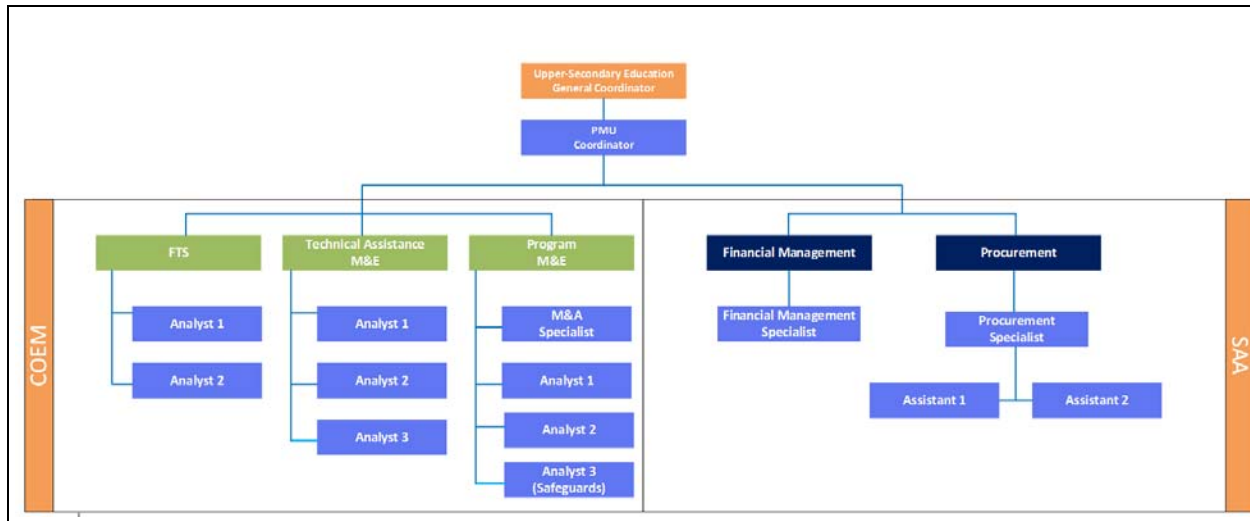 Upper-Secondary Education
General Coordinator
PMU
Coordinator
COEM
FTS
Analyst 1
Analyst 2
Technical Assistance
M&E
Analyst 1
Analyst 2
Analyst 3
Program
M&E
M&A
Specialist
Analyst 1
Analyst 2
Analyst 3
(Safeguards)
Financial Management
Financial Management
Specialist
Procurement
Procurement
Specialist
Assistant 1
Assistant 2
SAA